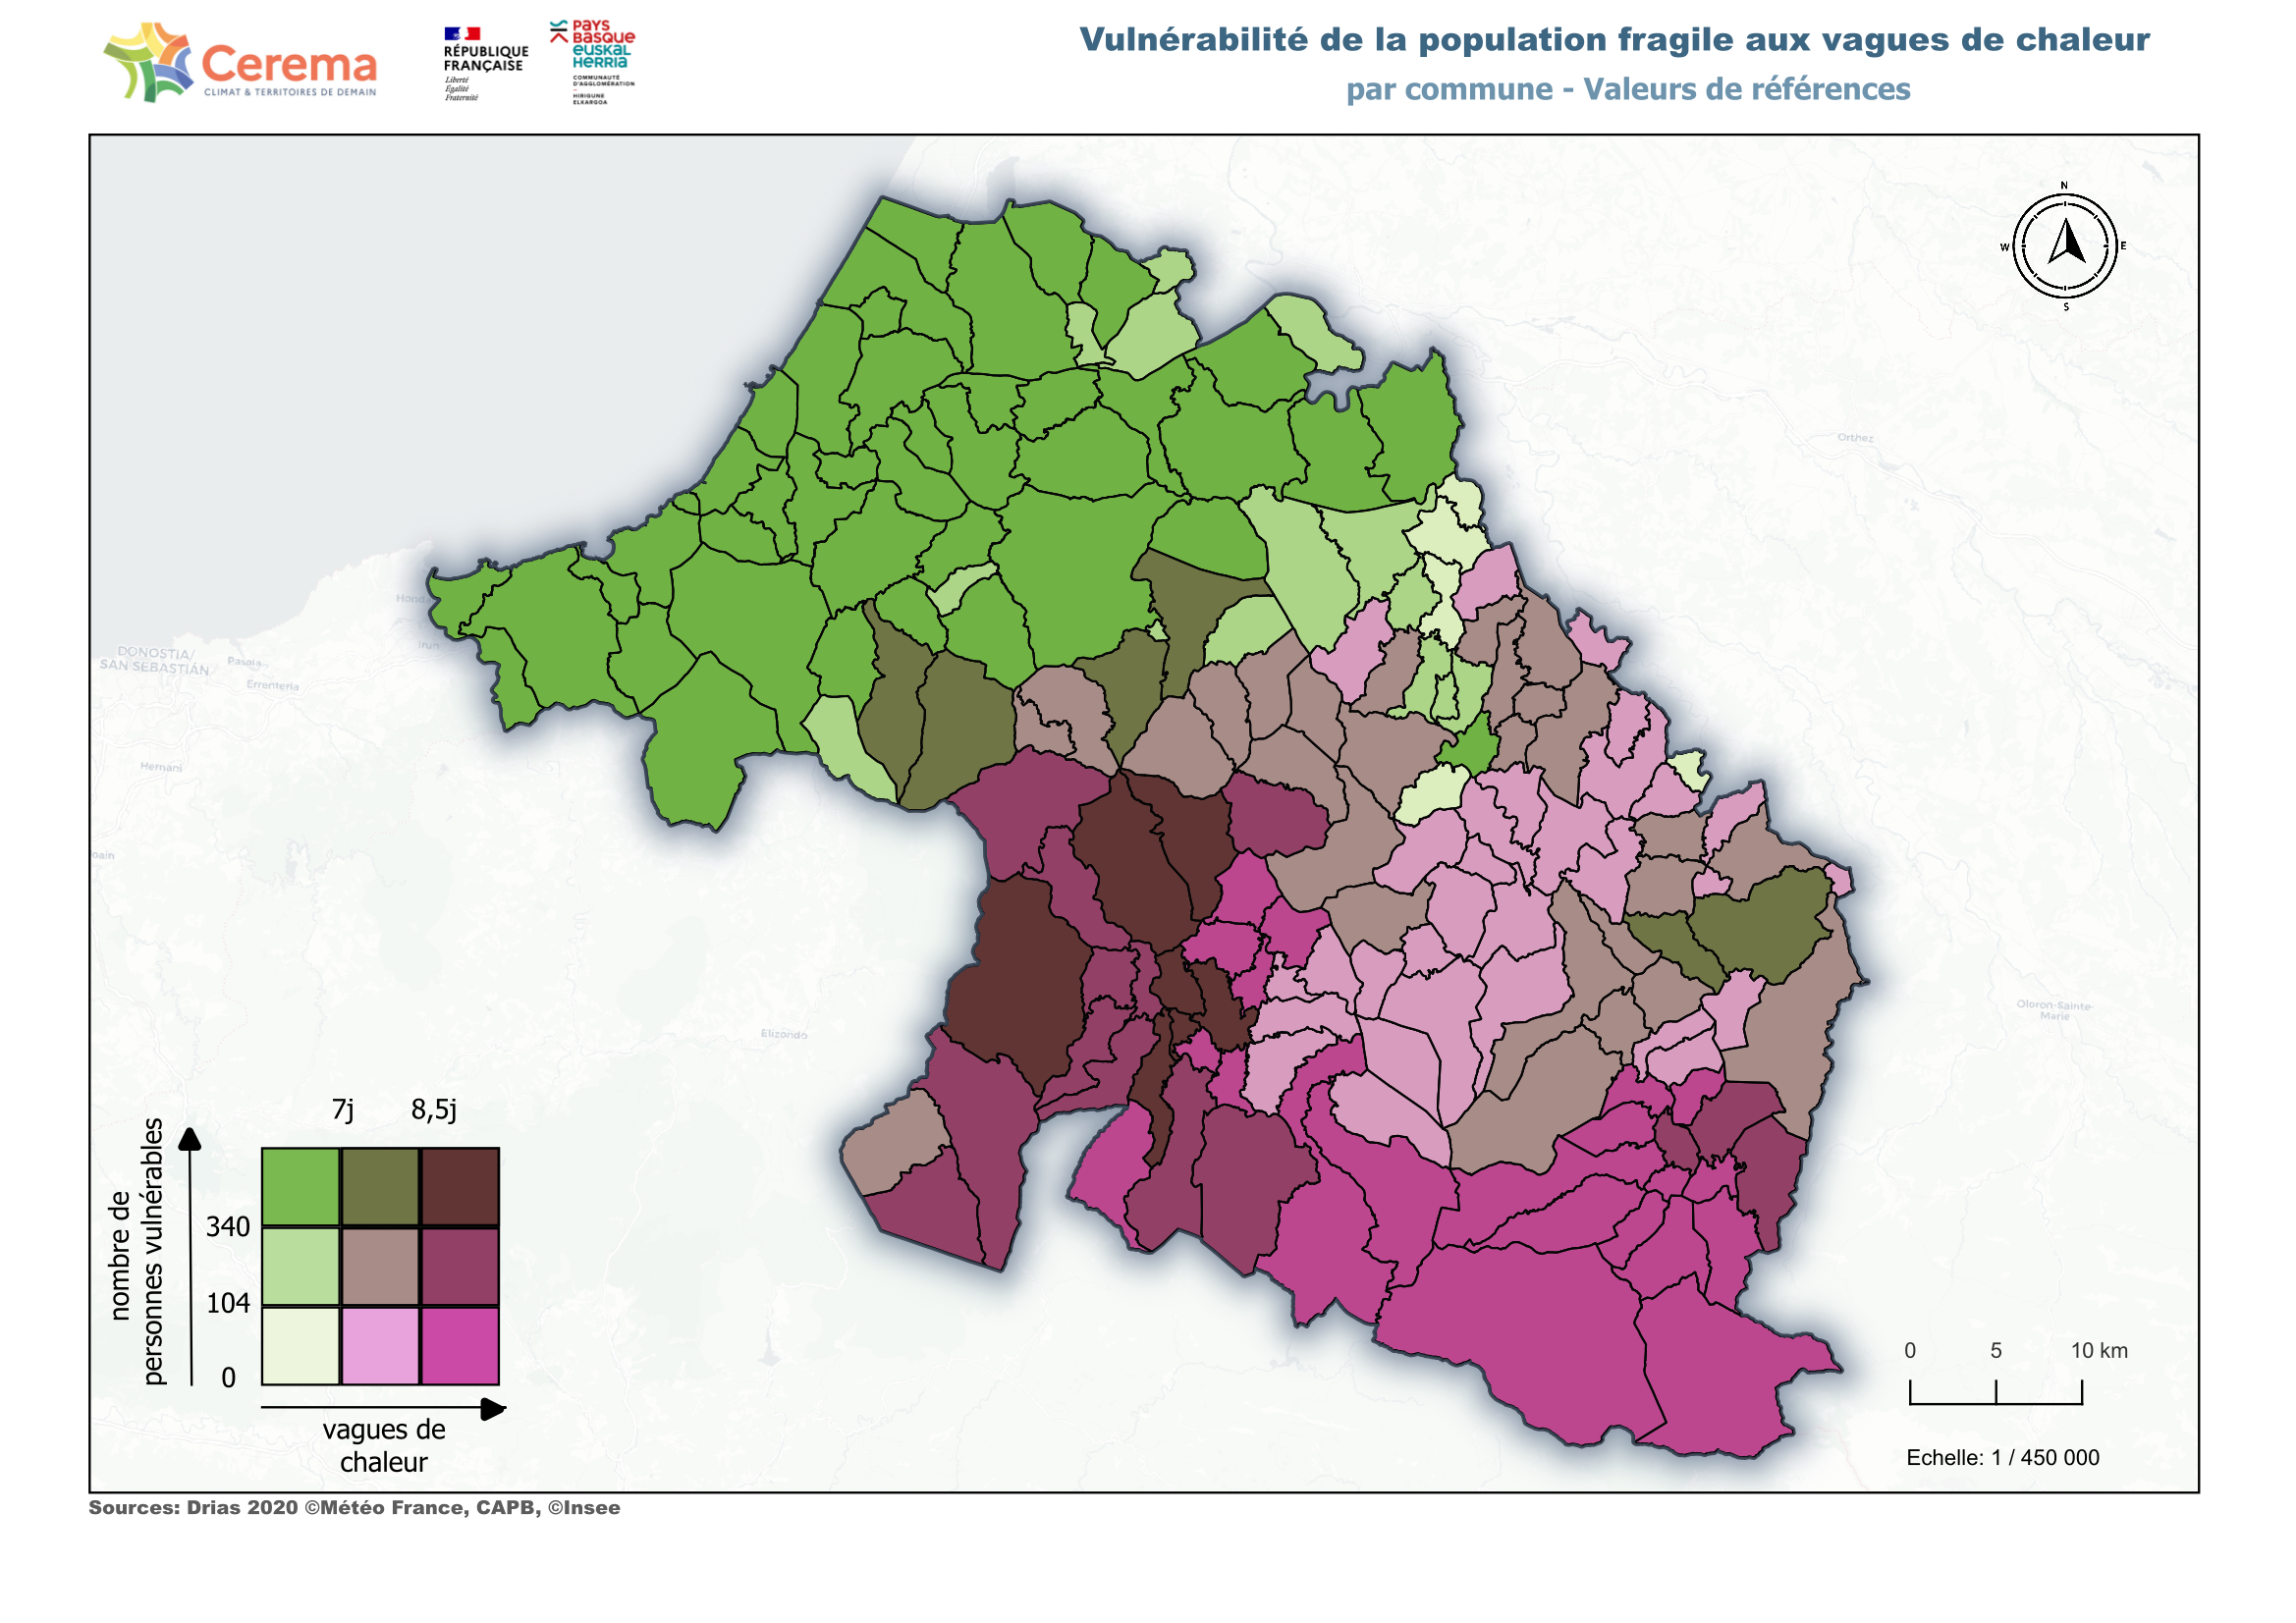 Cerema
CLIMAT & TERRITOIRES DE DEMAIN
RÉPUBLIQUE
FRANÇAISE
Liberté
Égalité
Fraternité
PAYS
BASQUE
EUSKAL
HERRIA
COMMUNAUTÉ
D'AGGLOMÉRATION
HIRIGUNE
ELKARGOA
Vulnérabilité de la population fragile aux vagues de chaleur
par commune - Valeurs de références
N
W
E
S
Orthez
DONOSTIA/
SAN SEBASTIÁN
Pasaia
Errenteria
Irun
Hernani
Elizondo
Oloron-Sainte-
Marie
7j
8,5j
nombre de
personnes vulnérables
340
104
0
vagues de
chaleur
0
5
10 km
Echelle: 1 / 450 000
Sources: Drias 2020 ©Météo France, CAPB, ©Insee